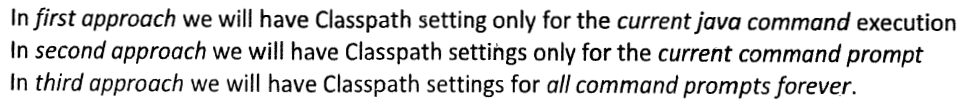 In first approach we will have Classpath setting only for the current java command execution
In second approach we will have Classpath settings only for the current command prompt
In third approach we will have Classpath settings for all command prompts forever.